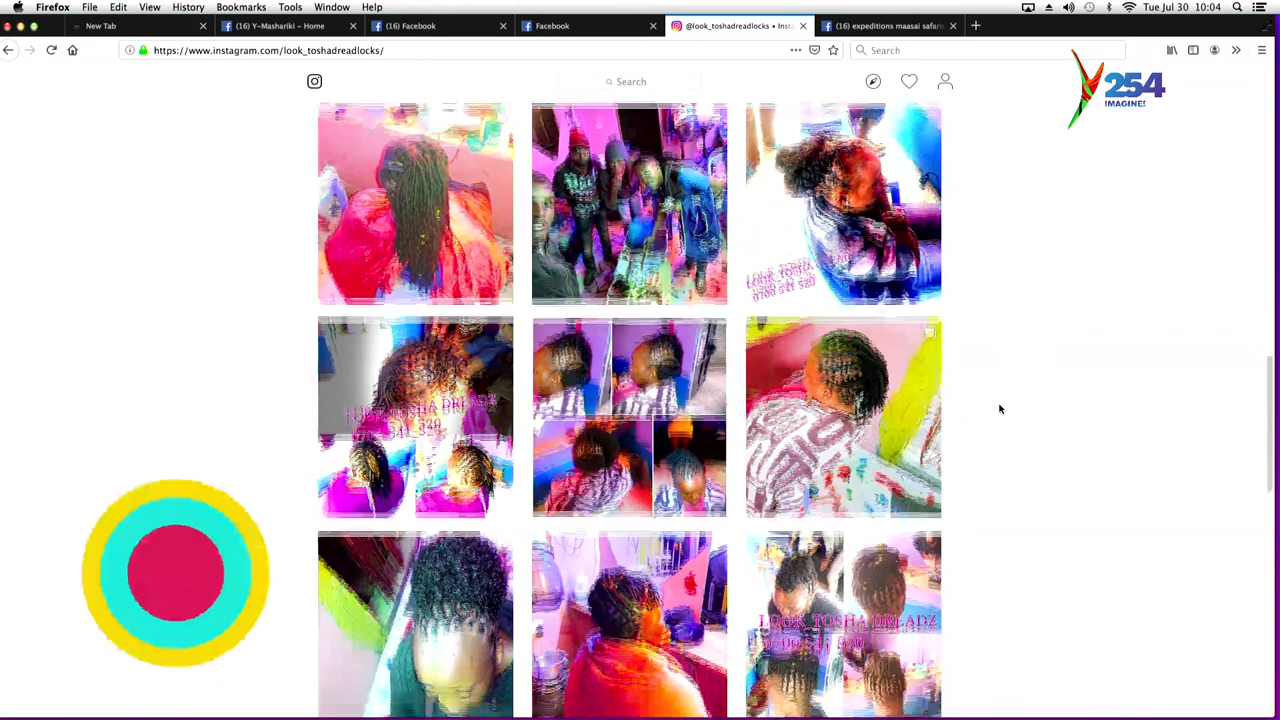 Firefox File Edit View History Bookmarks Tools Window Help Tue Jul 30 10:04
New Tab (16) Y-Mashariki - Home (16) Facebook Facebook @look_toshadreadlocks • Inst (16) expeditions maasai safaris
https://www.instagram.com/look_toshadreadlocks/ Search
Search
254
IMAGINE!
LOOK TOSHA
LOOK TOSHA DREADZ
LOOK TOSHA DREADZ